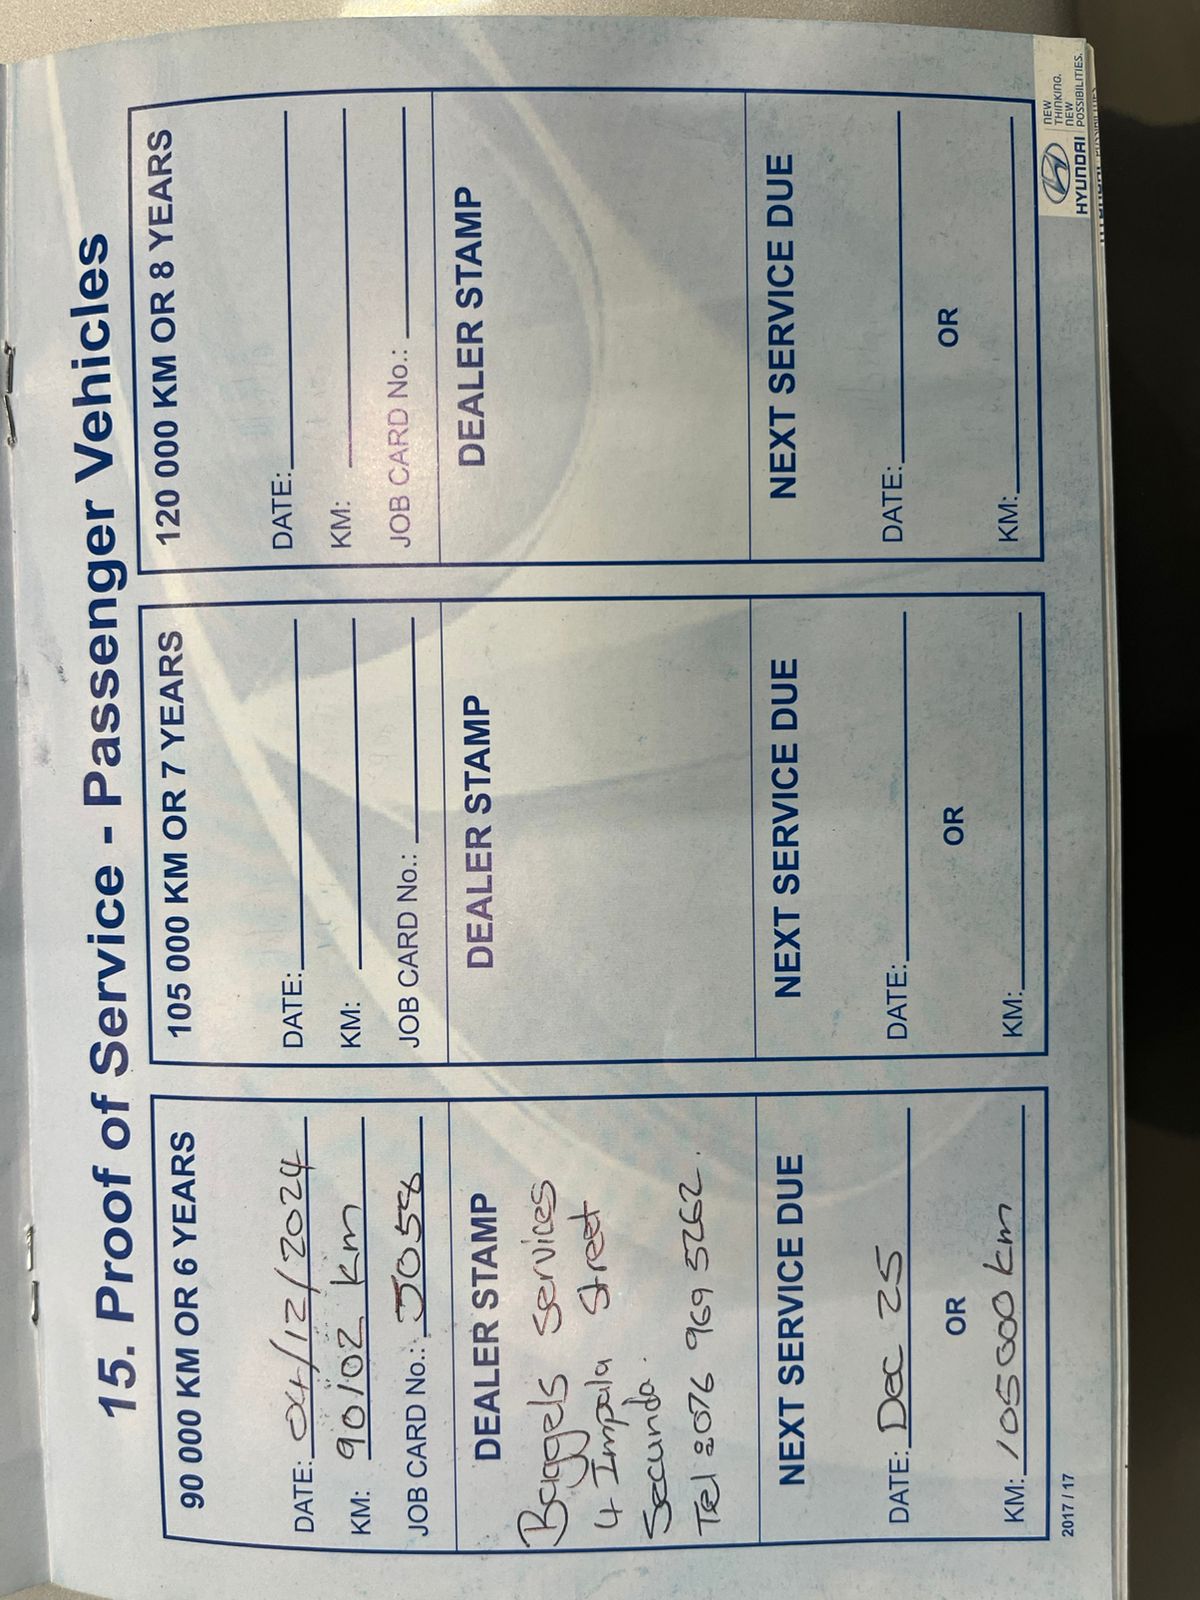 15. Proof of Service - Passenger Vehicles
90 000 KM OR 6 YEARS
DATE: 04/12/2024
KM: 90102 km
JOB CARD No.: J058
DEALER STAMP
Baggels Services
4 Impala Street
Secunda.
Tel: 076 969 5262.
NEXT SERVICE DUE
DATE: Dec 25
OR
KM: 105000 km
105 000 KM OR 7 YEARS
DATE:
KM:
JOB CARD No.:
DEALER STAMP
NEXT SERVICE DUE
DATE:
OR
KM:
120 000 KM OR 8 YEARS
DATE:
KM:
JOB CARD No.:
DEALER STAMP
NEXT SERVICE DUE
DATE:
OR
KM:
2017 / 17
HYUNDAI
NEW
THINKING.
NEW
POSSIBILITIES.